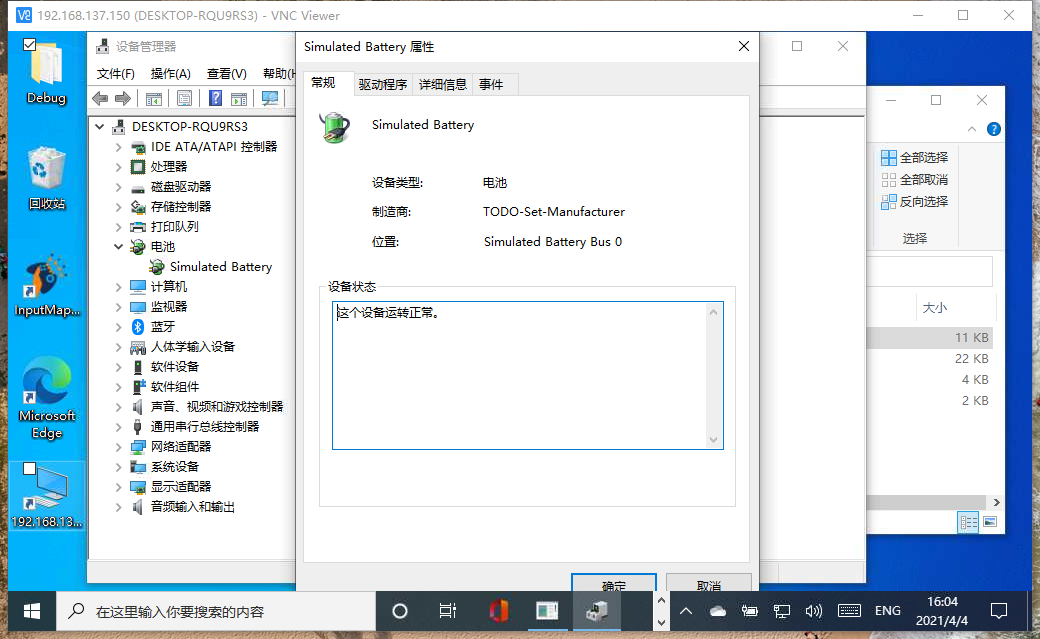 192.168.137.150 (DESKTOP-RQU9RS3) - VNC Viewer
Debug
回收站
InputMap...
Microsoft
Edge
192.168.13...
设备管理器
文件(F) 操作(A) 查看(V) 帮助(H
DESKTOP-RQU9RS3
IDE ATA/ATAPI 控制器
处理器
磁盘驱动器
存储控制器
打印队列
电池
Simulated Battery
计算机
监视器
蓝牙
人体学输入设备
软件设备
软件组件
声音、视频和游戏控制器
通用串行总线控制器
网络适配器
系统设备
显示适配器
音频输入和输出
Simulated Battery 属性
常规 驱动程序 详细信息 事件
Simulated Battery
设备类型: 电池
制造商: TODO-Set-Manufacturer
位置: Simulated Battery Bus 0
设备状态
这个设备运转正常。
确定 取消
全部选择
全部取消
反向选择
选择
大小
11 KB
22 KB
4 KB
2 KB
在这里输入你要搜索的内容
ENG
16:04
2021/4/4